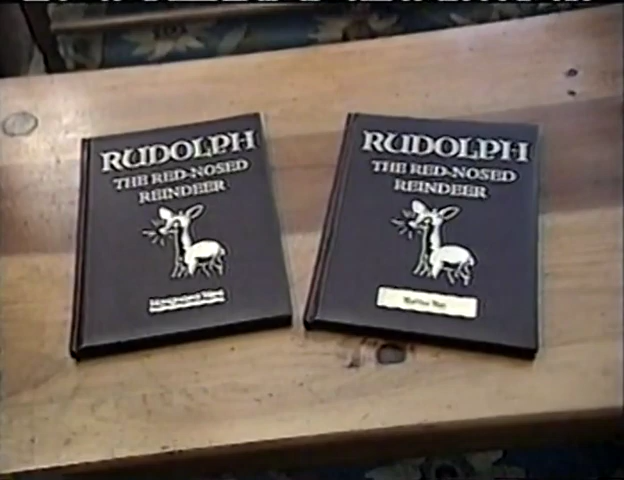 RUDOLPH
THE RED-NOSED
REINDEER
RUDOLPH
THE RED-NOSED
REINDEER